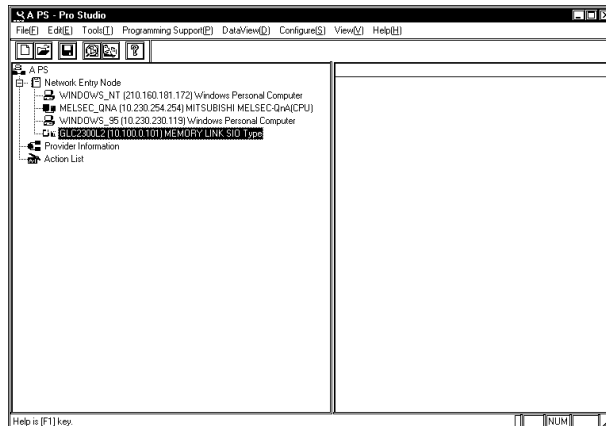 A PS - Pro Studio
File(F) Edit(E) Tools(T) Programming Support(P) DataView(D) Configure(S) View(V) Help(H)
A PS
Network Entry Node
WINDOWS_NT (210.160.181.172) Windows Personal Computer
MELSEC_QNA (10.230.254.254) MITSUBISHI MELSEC-QnA(CPU)
WINDOWS_95 (10.230.230.119) Windows Personal Computer
GLC2300L2 (10.100.0.101) MEMORY LINK SIO Type
Provider Information
Action List
Help is [F1] key.
NUM